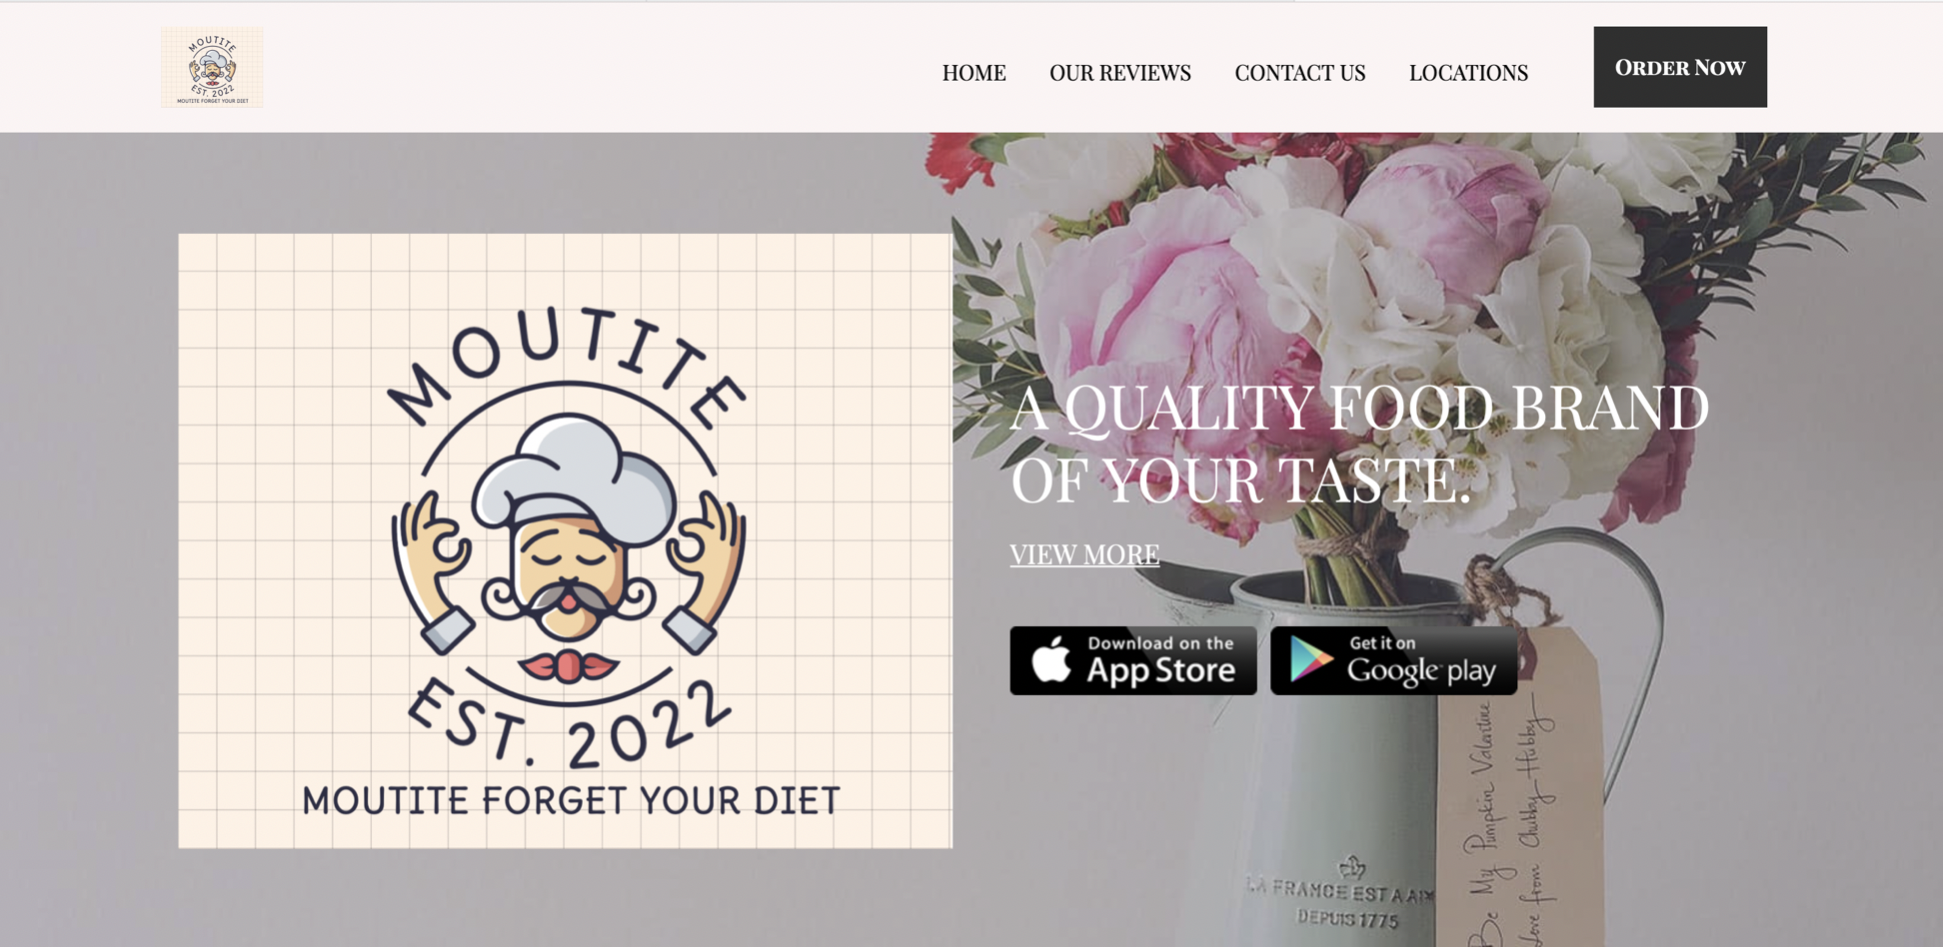 MOUTITE
EST. 2022
MOUTITE FORGET YOUR DIET
HOME
OUR REVIEWS
CONTACT US
LOCATIONS
ORDER NOW
MOUTITE
EST. 2022
MOUTITE FORGET YOUR DIET
A QUALITY FOOD BRAND
OF YOUR TASTE.
VIEW MORE
Download on the
App Store
Get it on
Google play
LA FRANCE EST A
DEPUIS 1775
Be My Pumpkin Valentine
Love from Chubby Hubby